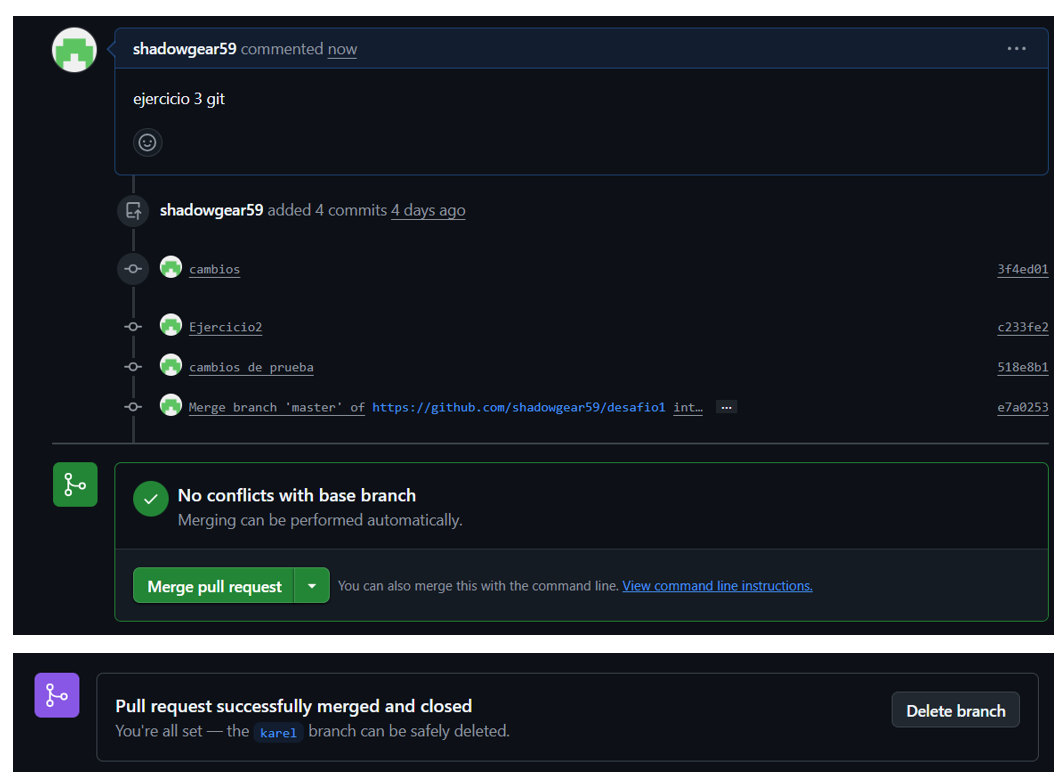 shadowgear59 commented now
ejercicio 3 git
shadowgear59 added 4 commits 4 days ago
cambios 3f4ed01
Ejercicio2 c233fe2
cambios de prueba 518e8b1
Merge branch 'master' of https://github.com/shadowgear59/desafio1 int… e7a0253
No conflicts with base branch
Merging can be performed automatically.
Merge pull request You can also merge this with the command line. View command line instructions.
Pull request successfully merged and closed
Delete branch
You're all set — the karel branch can be safely deleted.